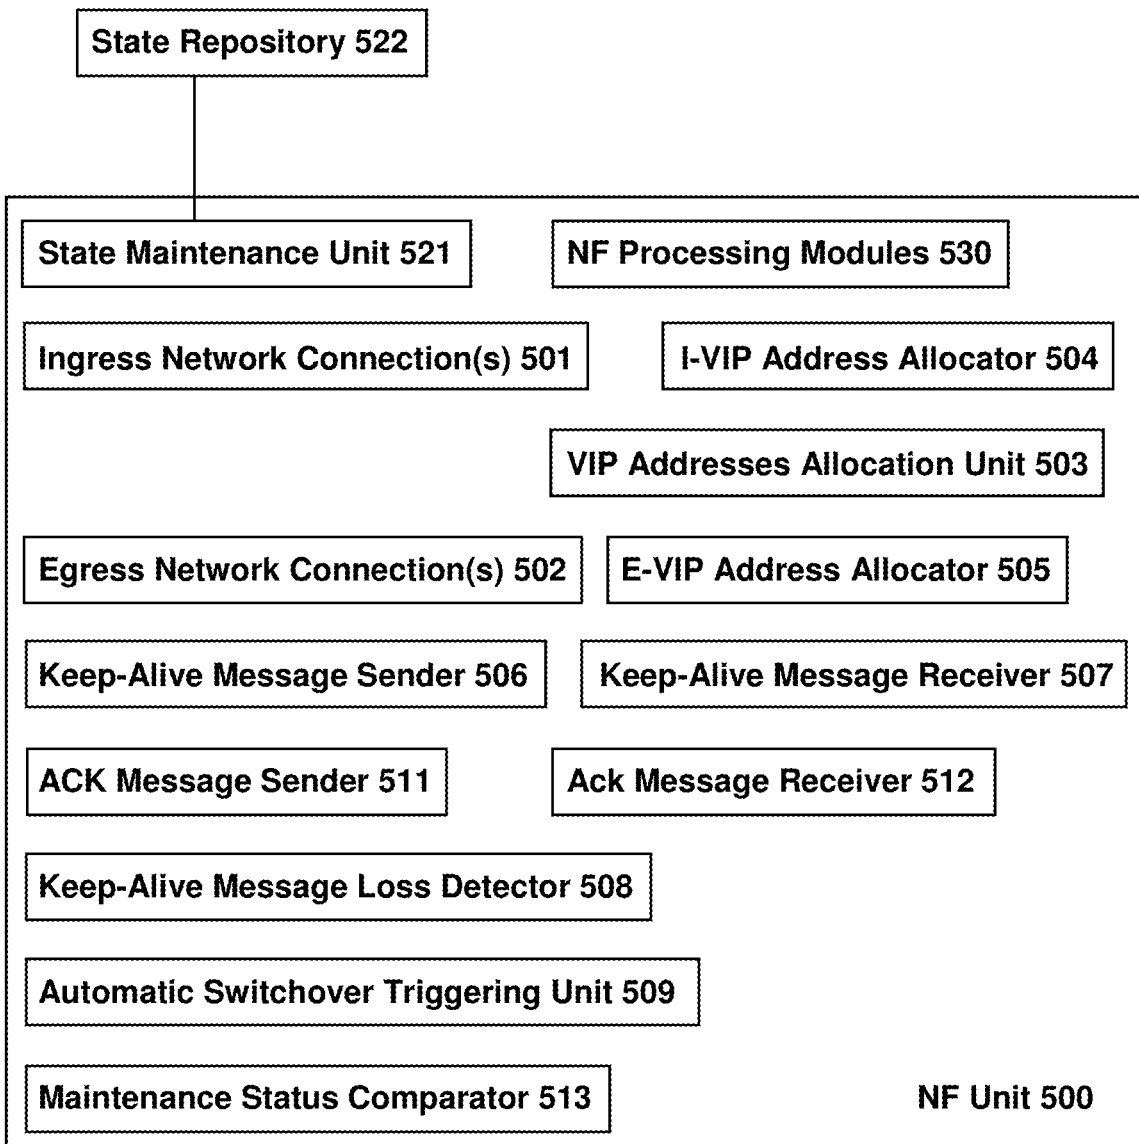 State Repository 522
State Maintenance Unit 521
NF Processing Modules 530
Ingress Network Connection(s) 501
I-VIP Address Allocator 504
VIP Addresses Allocation Unit 503
Egress Network Connection(s) 502
E-VIP Address Allocator 505
Keep-Alive Message Sender 506
Keep-Alive Message Receiver 507
ACK Message Sender 511
Ack Message Receiver 512
Keep-Alive Message Loss Detector 508
Automatic Switchover Triggering Unit 509
Maintenance Status Comparator 513
NF Unit 500